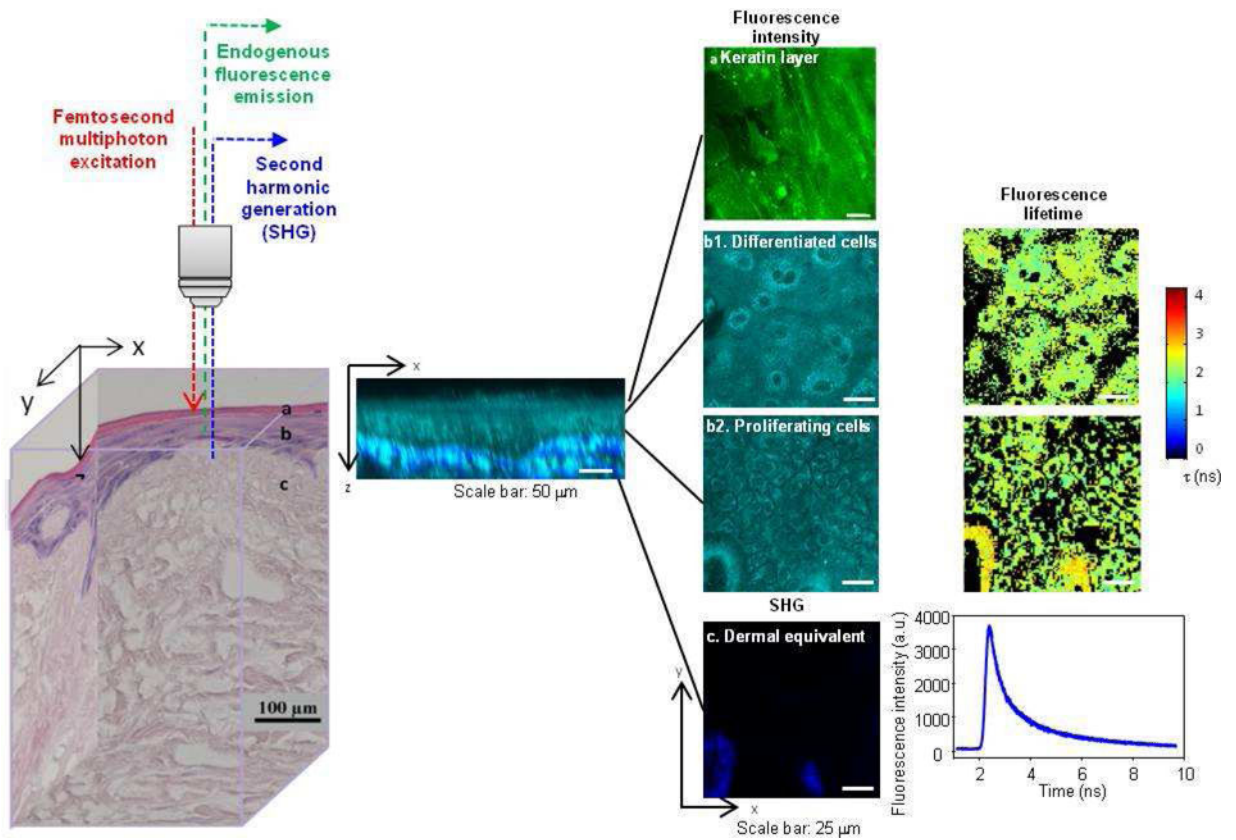 Endogenous
fluorescence
emission
Femtosecond
multiphoton
excitation
Second
harmonic
generation
(SHG)
x
y
a
b
c
100 µm
x
z
Scale bar: 50 µm
Fluorescence
intensity
a Keratin layer
b1. Differentiated cells
b2. Proliferating cells
SHG
c. Dermal equivalent
y
x
Scale bar: 25 µm
Fluorescence
lifetime
4
3
2
1
0
τ (ns)
Fluorescence intensity (a.u.)
4000
3000
2000
1000
0
2
4
6
8
10
Time (ns)